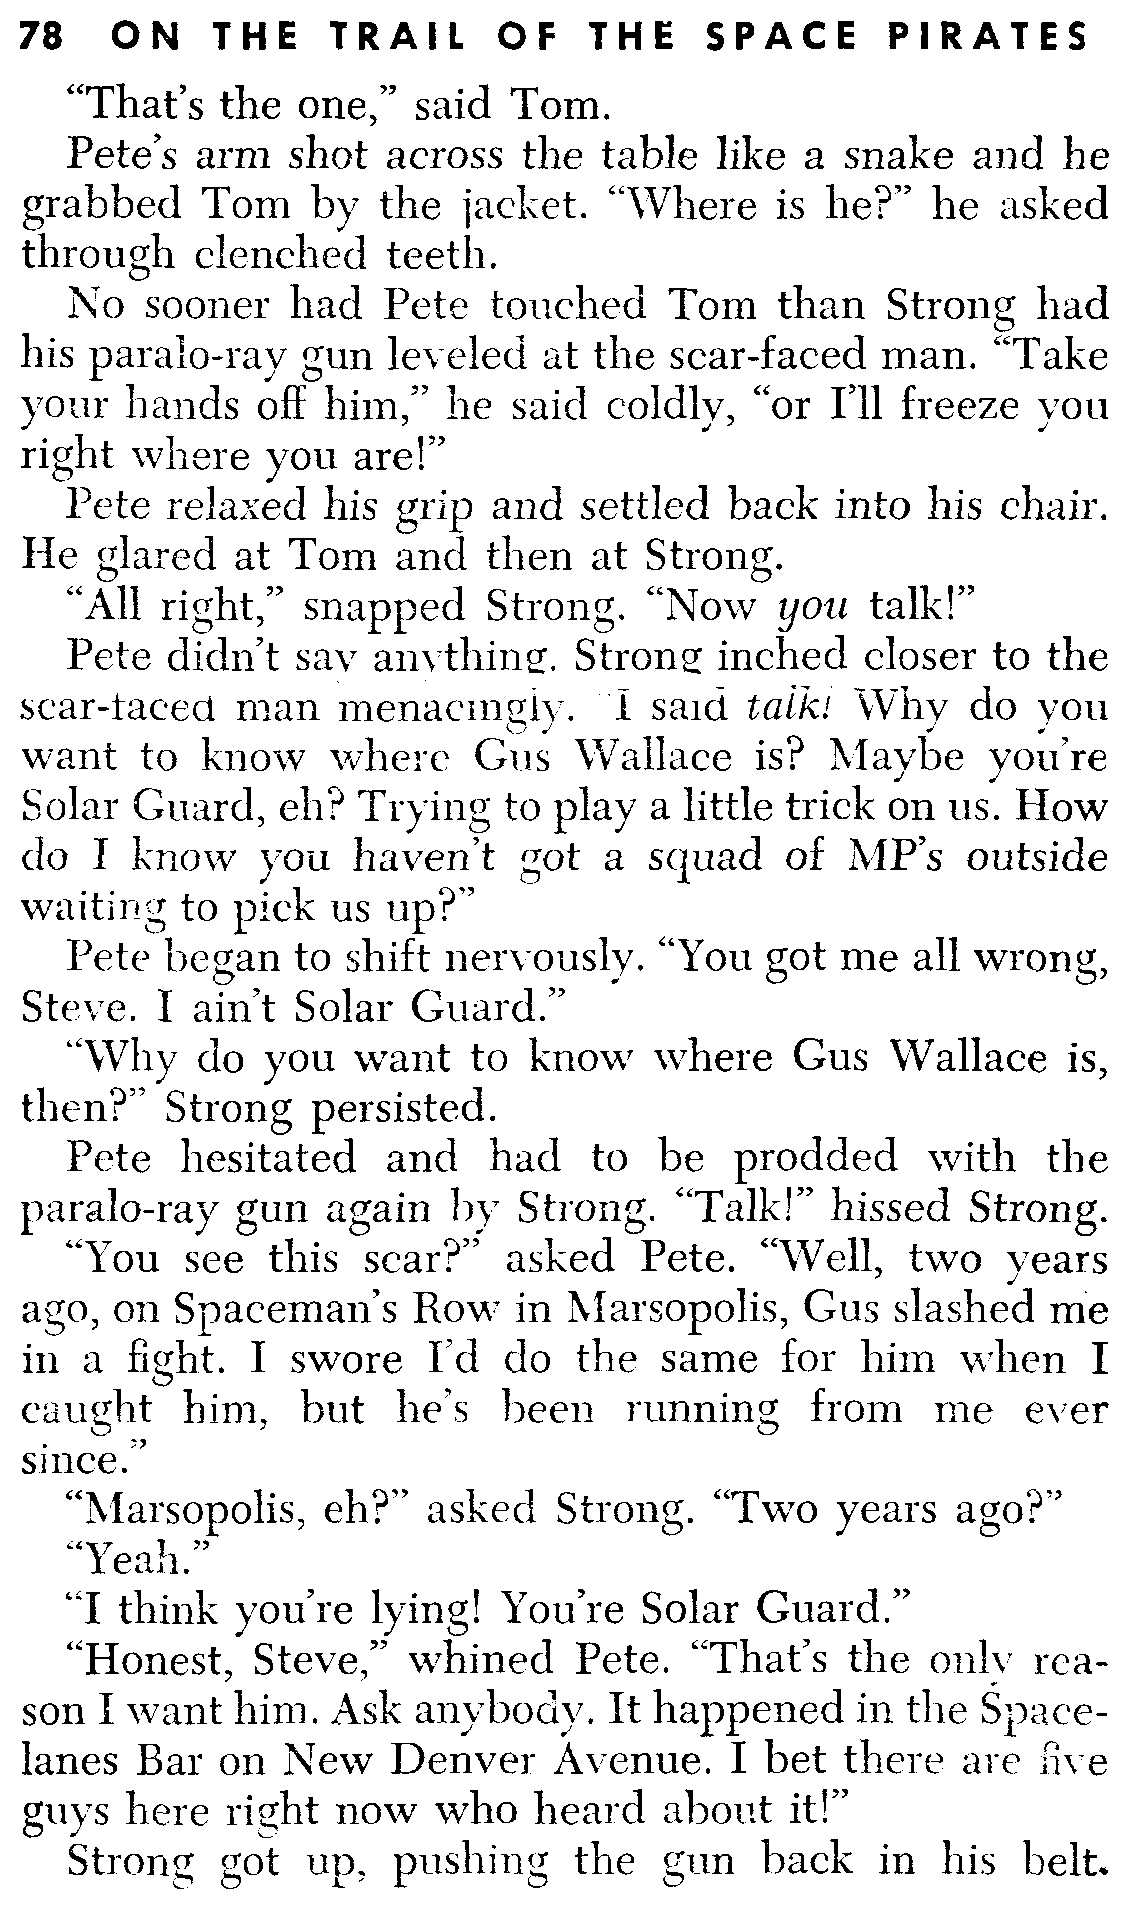 78 ON THE TRAIL OF THE SPACE PIRATES
“That’s the one,” said Tom.
Pete’s arm shot across the table like a snake and he
grabbed Tom by the jacket. “Where is he?” he asked
through clenched teeth.
No sooner had Pete touched Tom than Strong had
his paralo-ray gun leveled at the scar-faced man. “Take
your hands off him,” he said coldly, “or I’ll freeze you
right where you are!”
Pete relaxed his grip and settled back into his chair.
He glared at Tom and then at Strong.
“All right,” snapped Strong. “Now you talk!”
Pete didn’t say anything. Strong inched closer to the
scar-faced man menacingly. “I said talk! Why do you
want to know where Gus Wallace is? Maybe you’re
Solar Guard, eh? Trying to play a little trick on us. How
do I know you haven’t got a squad of MP’s outside
waiting to pick us up?”
Pete began to shift nervously. “You got me all wrong,
Steve. I ain’t Solar Guard.”
“Why do you want to know where Gus Wallace is,
then?” Strong persisted.
Pete hesitated and had to be prodded with the
paralo-ray gun again by Strong. “Talk!” hissed Strong.
“You see this scar?” asked Pete. “Well, two years
ago, on Spaceman’s Row in Marsopolis, Gus slashed me
in a fight. I swore I’d do the same for him when I
caught him, but he’s been running from me ever
since.”
“Marsopolis, eh?” asked Strong. “Two years ago?”
“Yeah.”
“I think you’re lying! You’re Solar Guard.”
“Honest, Steve,” whined Pete. “That’s the only rea-
son I want him. Ask anybody. It happened in the Space-
lanes Bar on New Denver Avenue. I bet there are five
guys here right now who heard about it!”
Strong got up, pushing the gun back in his belt.